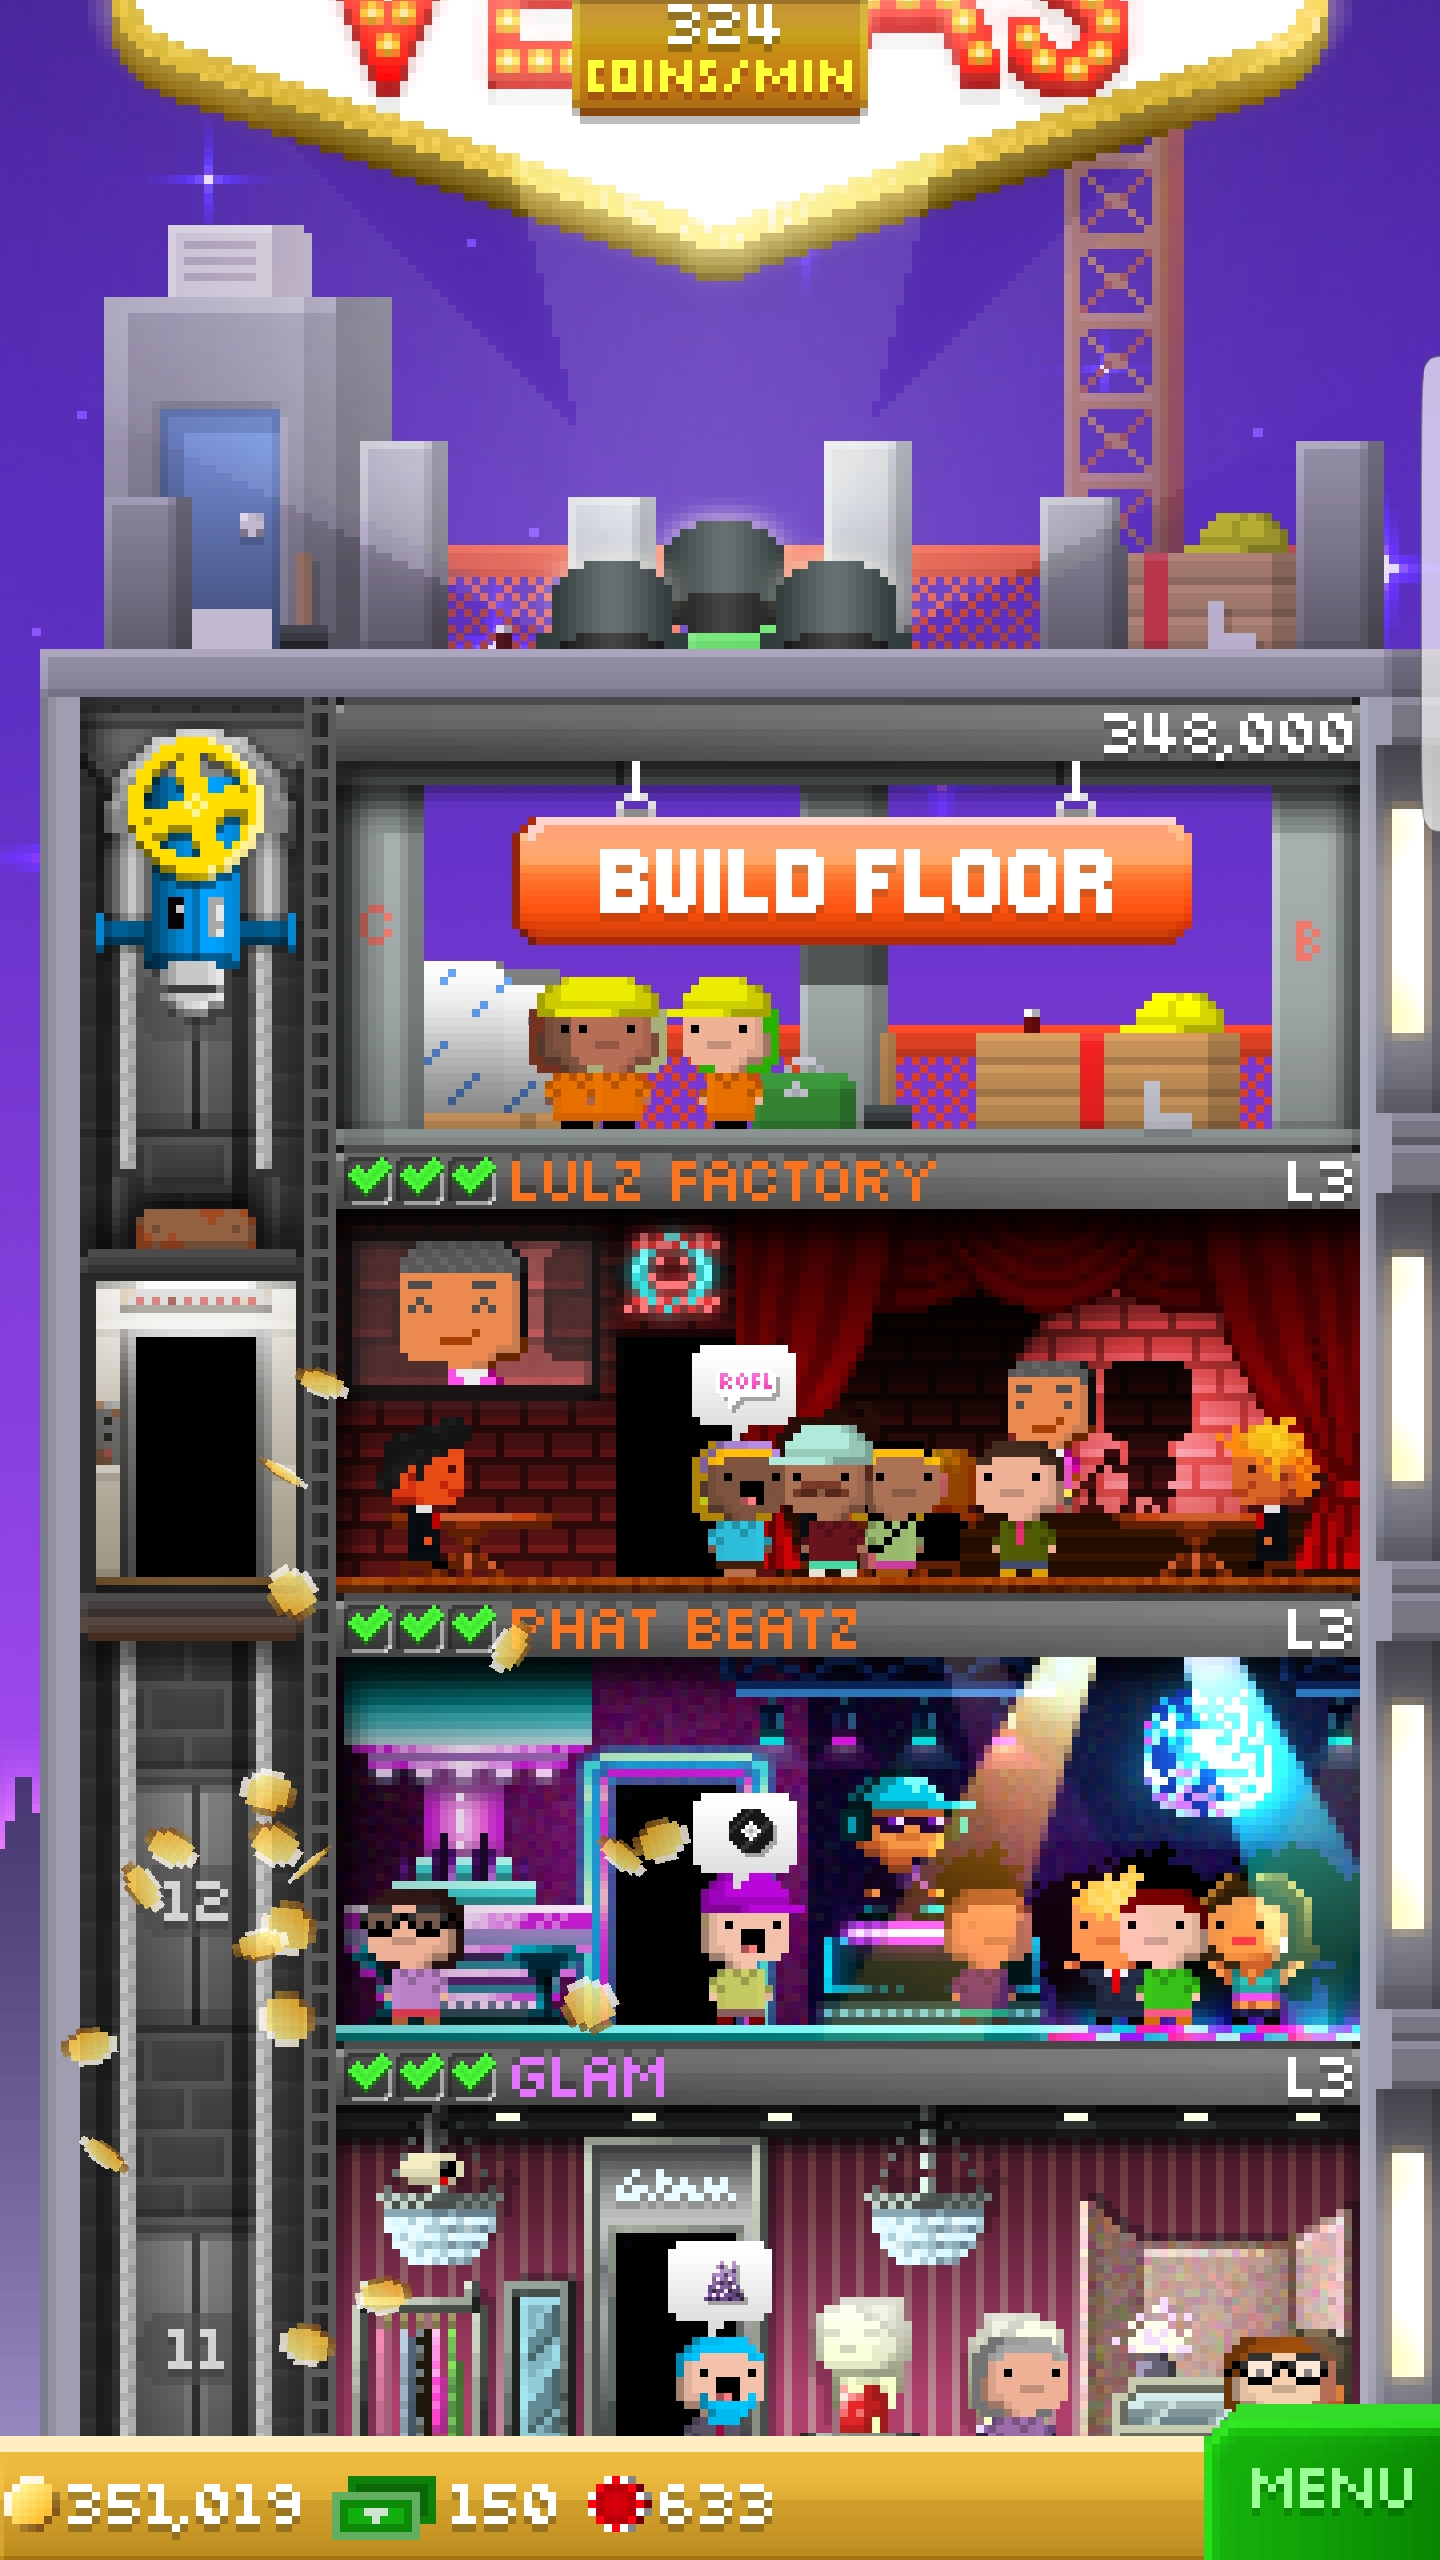 324
COINS/MIN
348,000
C
BUILD FLOOR
B
LULZ FACTORY L3
ROFL
PHAT BEATZ L3
12
GLAM L3
Glam
11
351,019 150 633
MENU